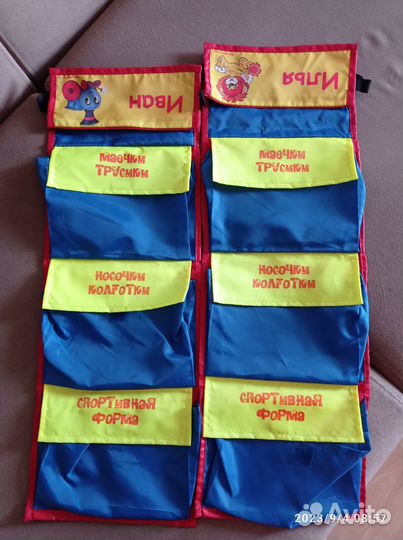 Иван
Илья
Маечки
Трусики
Маечки
Трусики
Носочки
Колготки
Носочки
Колготки
Спортивная
форма
Спортивная
форма
Avito
2023/9/4 08:57